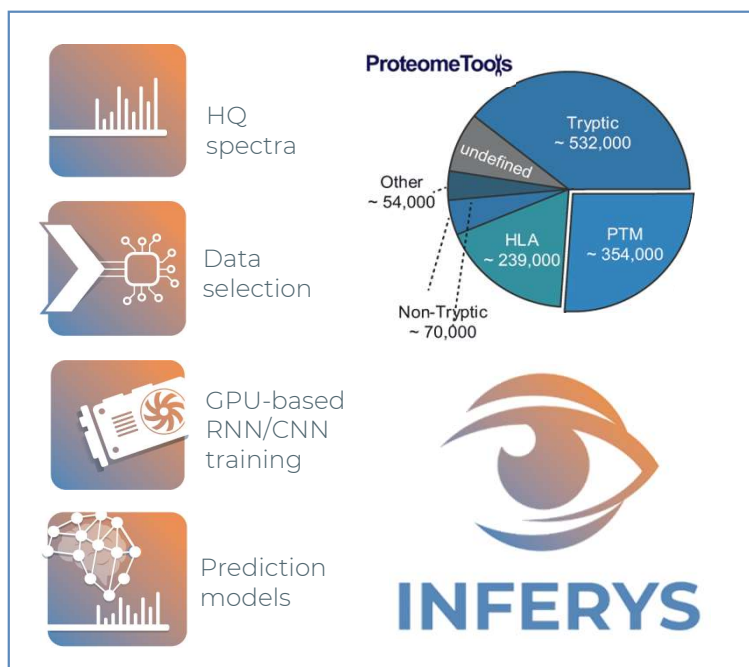 HQ
spectra
Data
selection
GPU-based
RNN/CNN
training
Prediction
models
ProteomeTools
Tryptic
~ 532,000
undefined
Other
~ 54,000
PTM
~ 354,000
HLA
~ 239,000
Non-Tryptic
~ 70,000
INFERYS